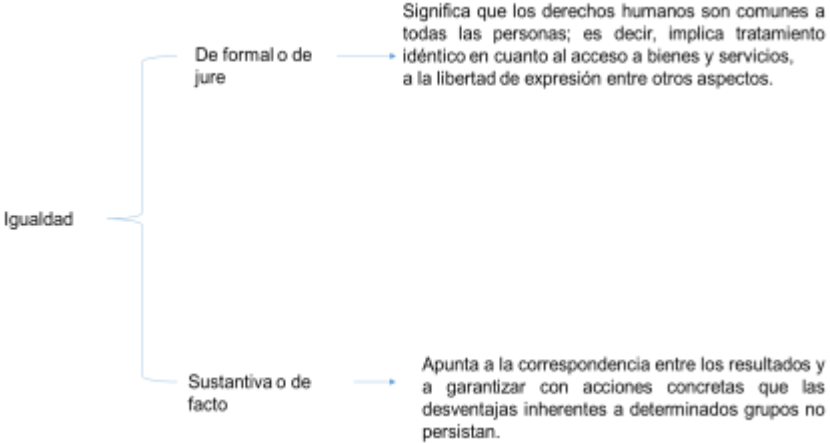 Significa que los derechos humanos son comunes a
todas las personas; es decir, implica tratamiento
idéntico en cuanto al acceso a bienes y servicios,
a la libertad de expresión entre otros aspectos.
De formal o de
jure
Igualdad
Sustantiva o de
facto
Apunta a la correspondencia entre los resultados y
a garantizar con acciones concretas que las
desventajas inherentes a determinados grupos no
persistan.